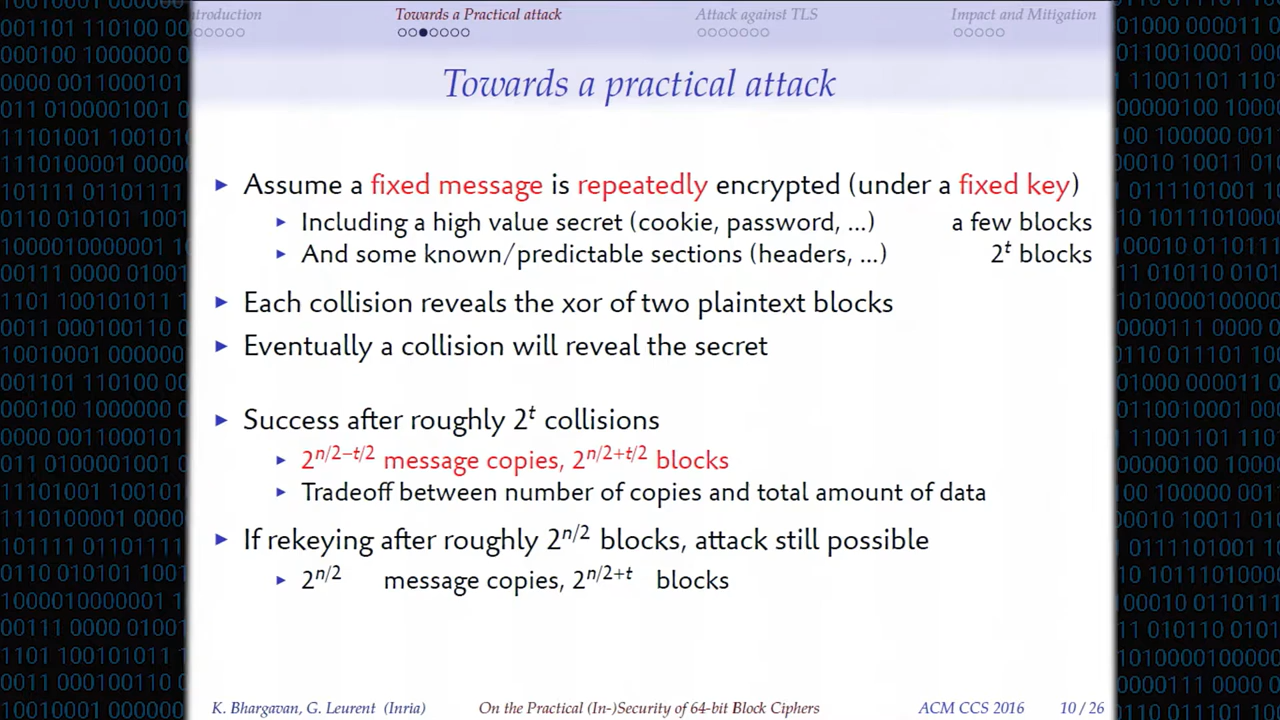 ntroduction Towards a Practical attack Attack against TLS Impact and Mitigation
Towards a practical attack
Assume a fixed message is repeatedly encrypted (under a fixed key)
Including a high value secret (cookie, password, ...) a few blocks
And some known/predictable sections (headers, ...) 2^t blocks
Each collision reveals the xor of two plaintext blocks
Eventually a collision will reveal the secret
Success after roughly 2^t collisions
2^{n/2−t/2} message copies, 2^{n/2+t/2} blocks
Tradeoff between number of copies and total amount of data
If rekeying after roughly 2^{n/2} blocks, attack still possible
2^{n/2} message copies, 2^{n/2+t} blocks
K. Bhargavan, G. Leurent (Inria) On the Practical (In-)Security of 64-bit Block Ciphers ACM CCS 2016 10 / 26